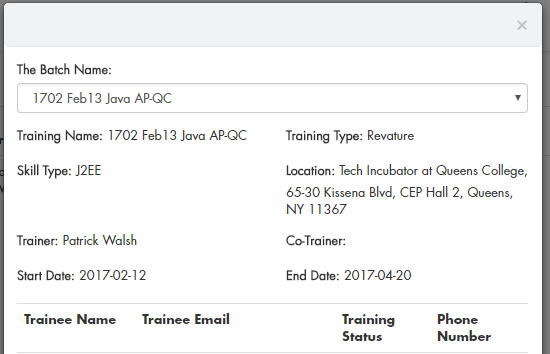 ×
The Batch Name:
1702 Feb13 Java AP-QC
Training Name: 1702 Feb13 Java AP-QC
Training Type: Revature
Skill Type: J2EE
Location: Tech Incubator at Queens College,
65-30 Kissena Blvd, CEP Hall 2, Queens,
NY 11367
Trainer: Patrick Walsh
Co-Trainer:
Start Date: 2017-02-12
End Date: 2017-04-20
Trainee Name
Trainee Email
Training
Status
Phone
Number